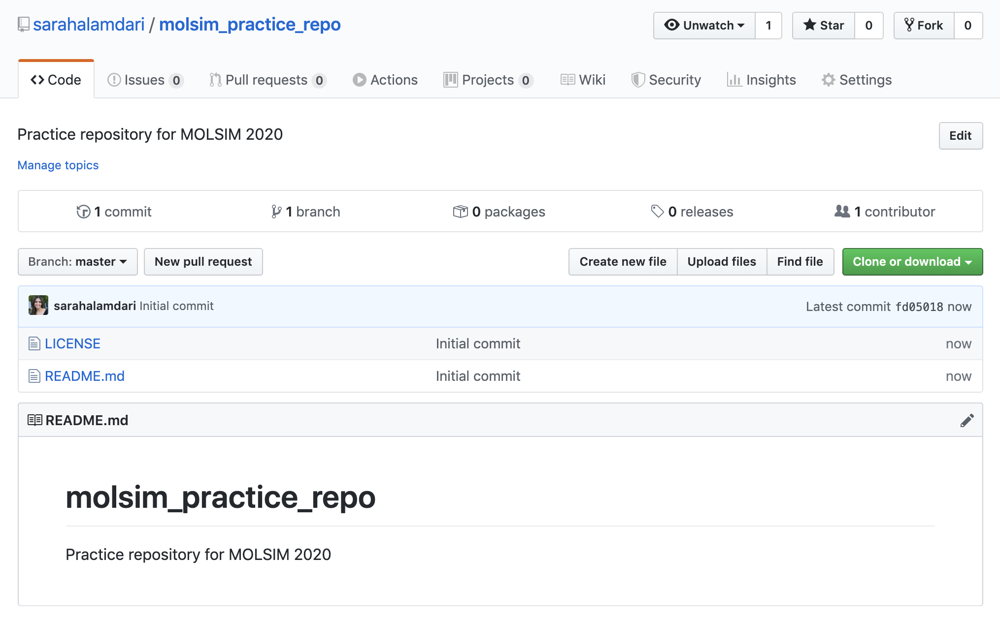 sarahalamdari / molsim_practice_repo
Unwatch 1 Star 0 Fork 0
Code Issues 0 Pull requests 0 Actions Projects 0 Wiki Security Insights Settings
Practice repository for MOLSIM 2020 Edit
Manage topics
1 commit 1 branch 0 packages 0 releases 1 contributor
Branch: master New pull request Create new file Upload files Find file Clone or download
sarahalamdari Initial commit Latest commit fd05018 now
LICENSE Initial commit now
README.md Initial commit now
README.md
molsim_practice_repo
Practice repository for MOLSIM 2020